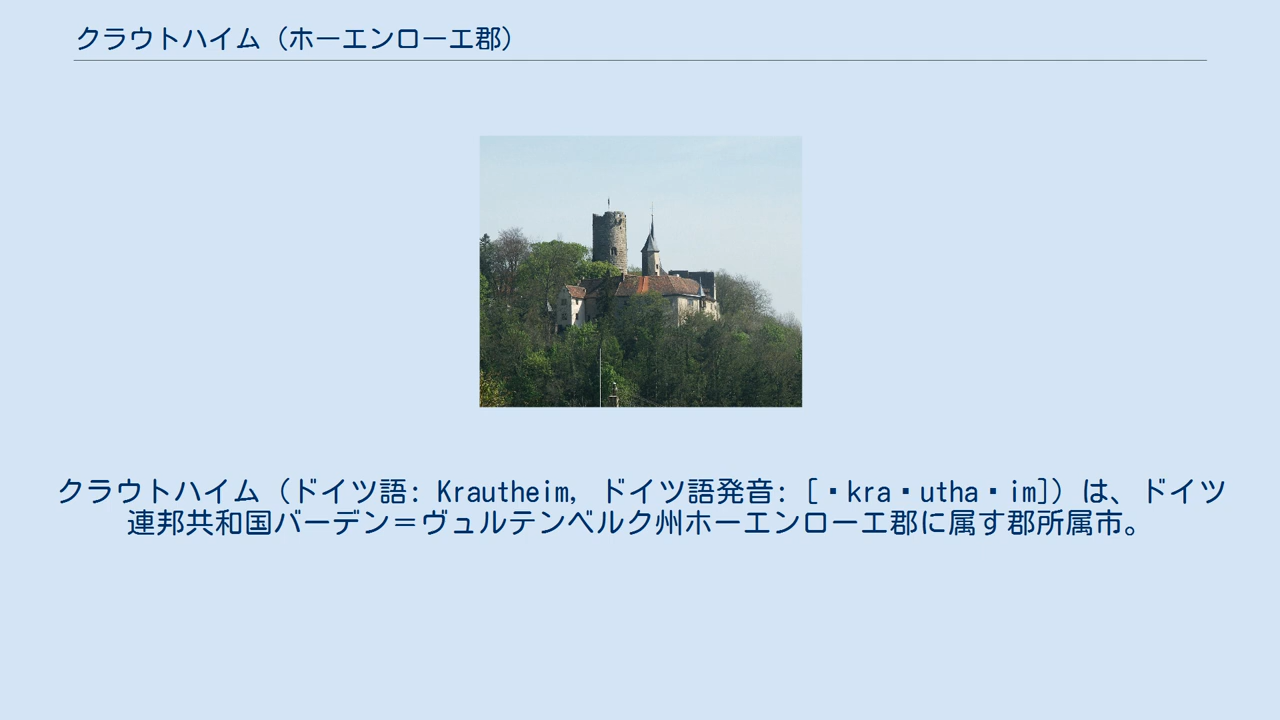 クラウトハイム（ホーエンローエ郡）
クラウトハイム（ドイツ語: Krautheim, ドイツ語発音: [・kra・utha・im]）は、ドイツ
連邦共和国バーデン＝ヴュルテンベルク州ホーエンローエ郡に属す郡所属市。